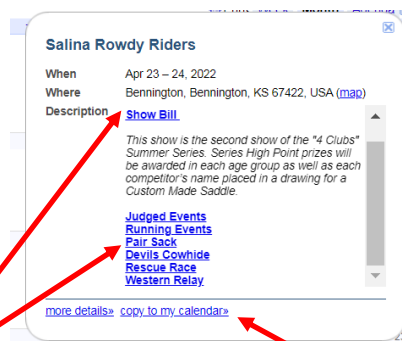 Salina Rowdy Riders
When Apr 23 – 24, 2022
Where Bennington, Bennington, KS 67422, USA (map)
Description Show Bill
This show is the second show of the "4 Clubs"
Summer Series. Series High Point prizes will
be awarded in each age group as well as each
competitor's name placed in a drawing for a
Custom Made Saddle.
Judged Events
Running Events
Pair Sack
Devils Cowhide
Rescue Race
Western Relay
more details» copy to my calendar»